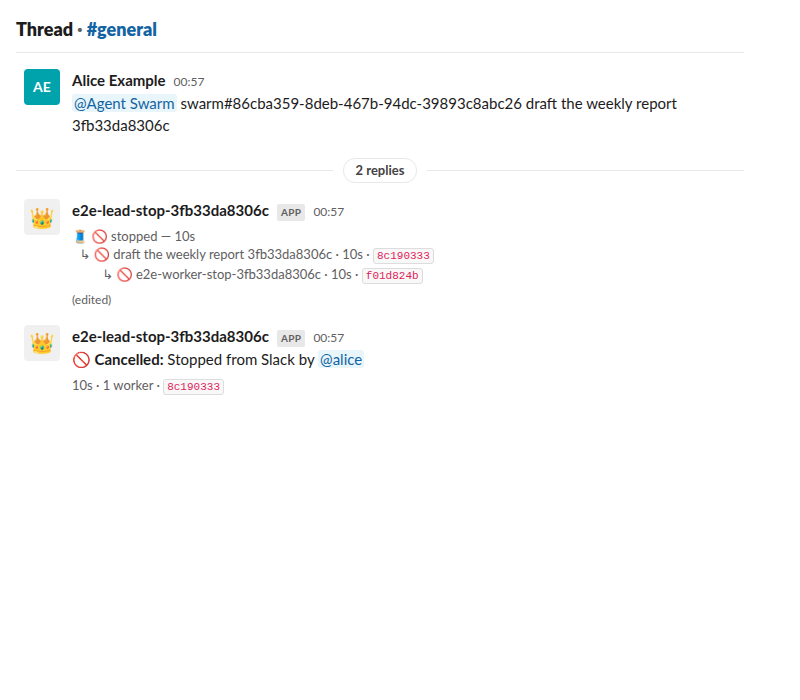 Thread • #general
AE
Alice Example 00:57
@Agent Swarm swarm#86cba359-8deb-467b-94dc-39893c8abc26 draft the weekly report
3fb33da8306c
2 replies
e2e-lead-stop-3fb33da8306c APP 00:57
🧵 🚫 stopped — 10s
↳ 🚫 draft the weekly report 3fb33da8306c · 10s · 8c190333
↳ 🚫 e2e-worker-stop-3fb33da8306c · 10s · f01d824b
(edited)
e2e-lead-stop-3fb33da8306c APP 00:57
🚫 Cancelled: Stopped from Slack by @alice
10s · 1 worker · 8c190333